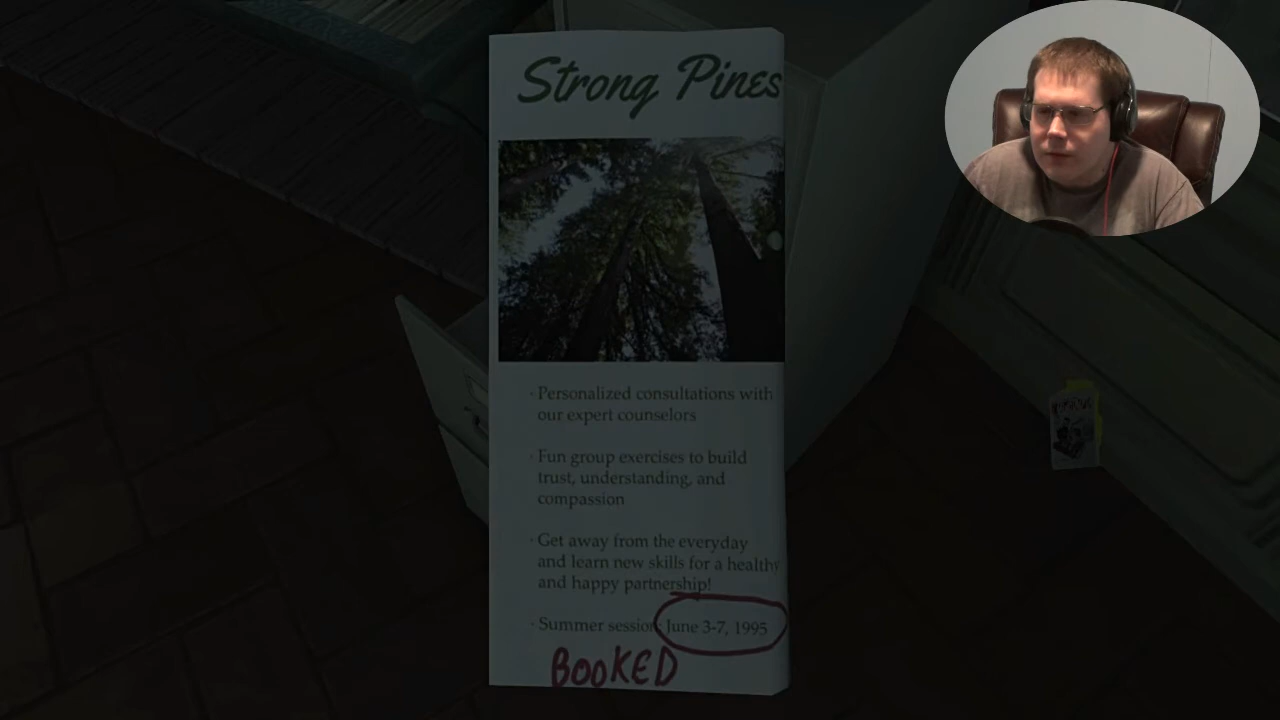 Strong Pines
· Personalized consultations with
our expert counselors
· Fun group exercises to build
trust, understanding, and
compassion
· Get away from the everyday
and learn new skills for a healthy
and happy partnership!
· Summer session: June 3-7, 1995
BOOKED